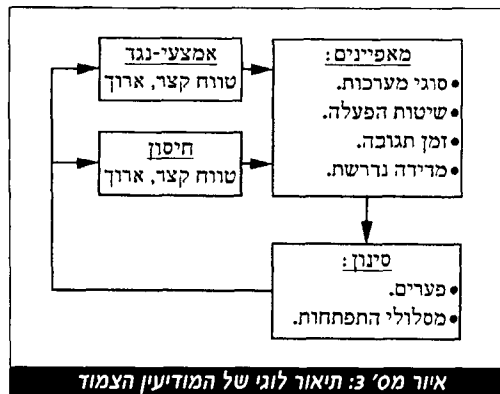 אמצעי-נגד
טווח קצר, ארוך
חיסון
טווח קצר, ארוך
מאפיינים:
• סוגי מערכות.
• שיטות הפעלה.
• זמן תגובה.
• מדידה נדרשת.
סינון:
• פערים.
• מסלולי התפתחות.
איור מס' 3: תיאור לוגי של המודיעין הצמוד